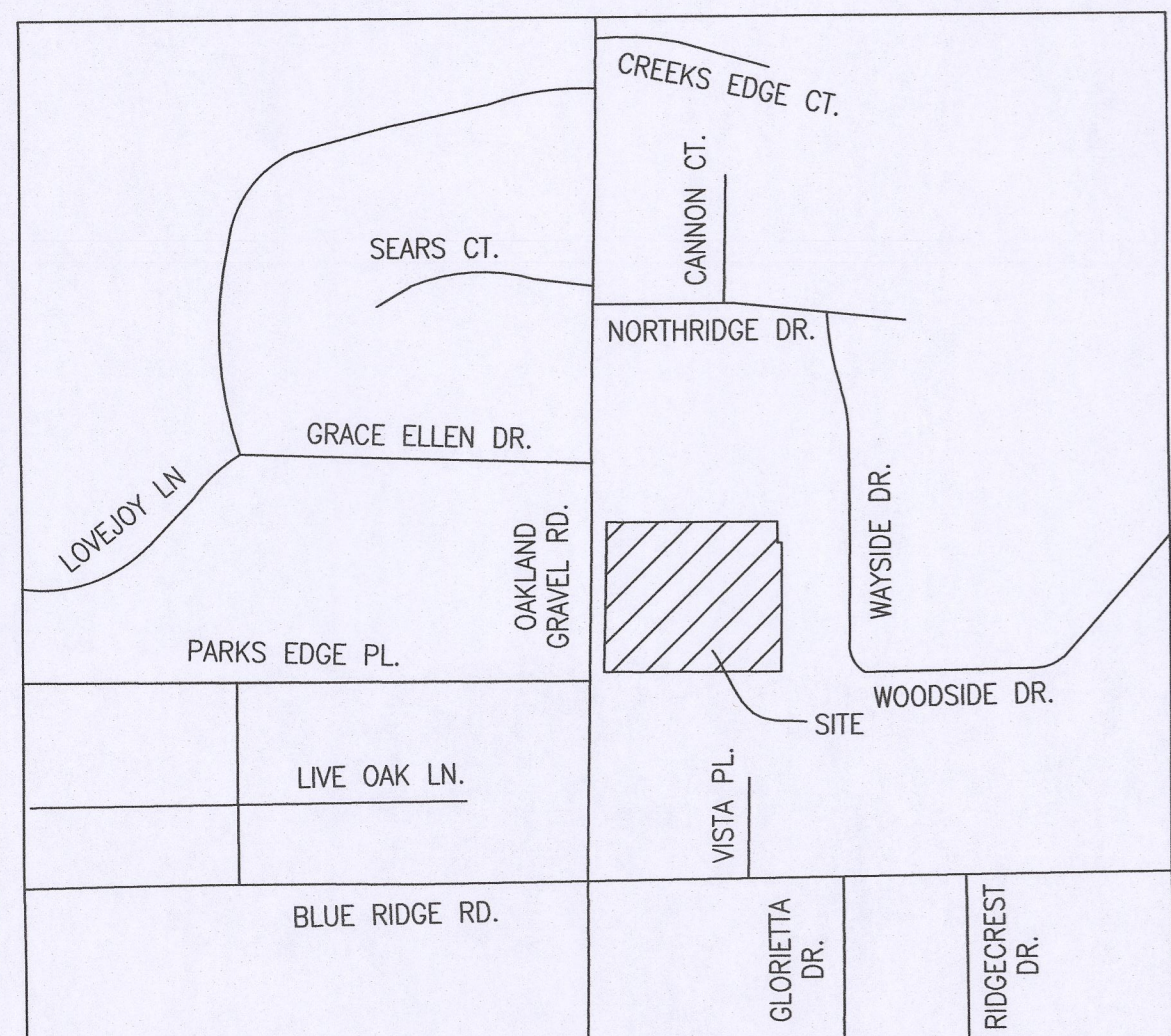 CREEKS EDGE CT.
CANNON CT.
SEARS CT.
NORTHRIDGE DR.
GRACE ELLEN DR.
LOVEJOY LN
OAKLAND
GRAVEL RD.
WAYSIDE DR.
PARKS EDGE PL.
WOODSIDE DR.
SITE
LIVE OAK LN.
VISTA PL.
BLUE RIDGE RD.
GLORIETTA
DR.
RIDGECREST
DR.